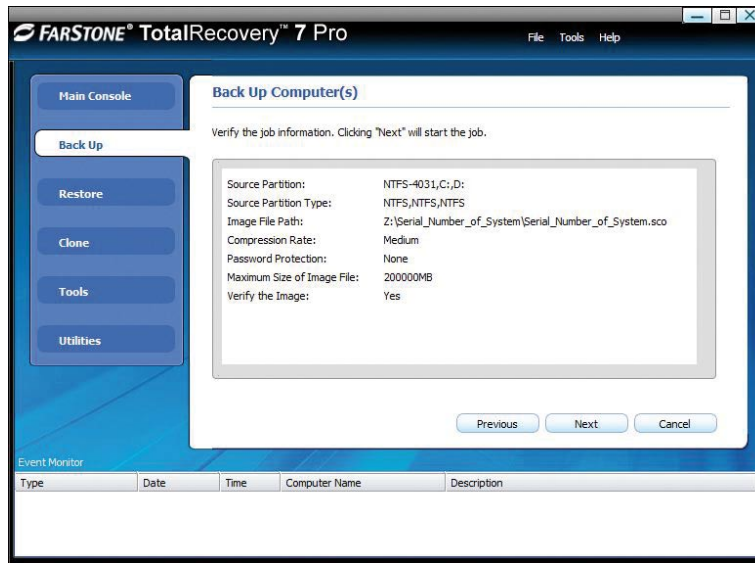 FARSTONE® TotalRecovery™ 7 Pro
File Tools Help
Main Console
Back Up
Restore
Clone
Tools
Utilities
Back Up Computer(s)
Verify the job information. Clicking "Next" will start the job.
Source Partition: NTFS-4031,C:,D:
Source Partition Type: NTFS,NTFS,NTFS
Image File Path: Z:\Serial_Number_of_System\Serial_Number_of_System.sco
Compression Rate: Medium
Password Protection: None
Maximum Size of Image File: 200000MB
Verify the Image: Yes
Previous Next Cancel
Event Monitor
Type Date Time Computer Name Description